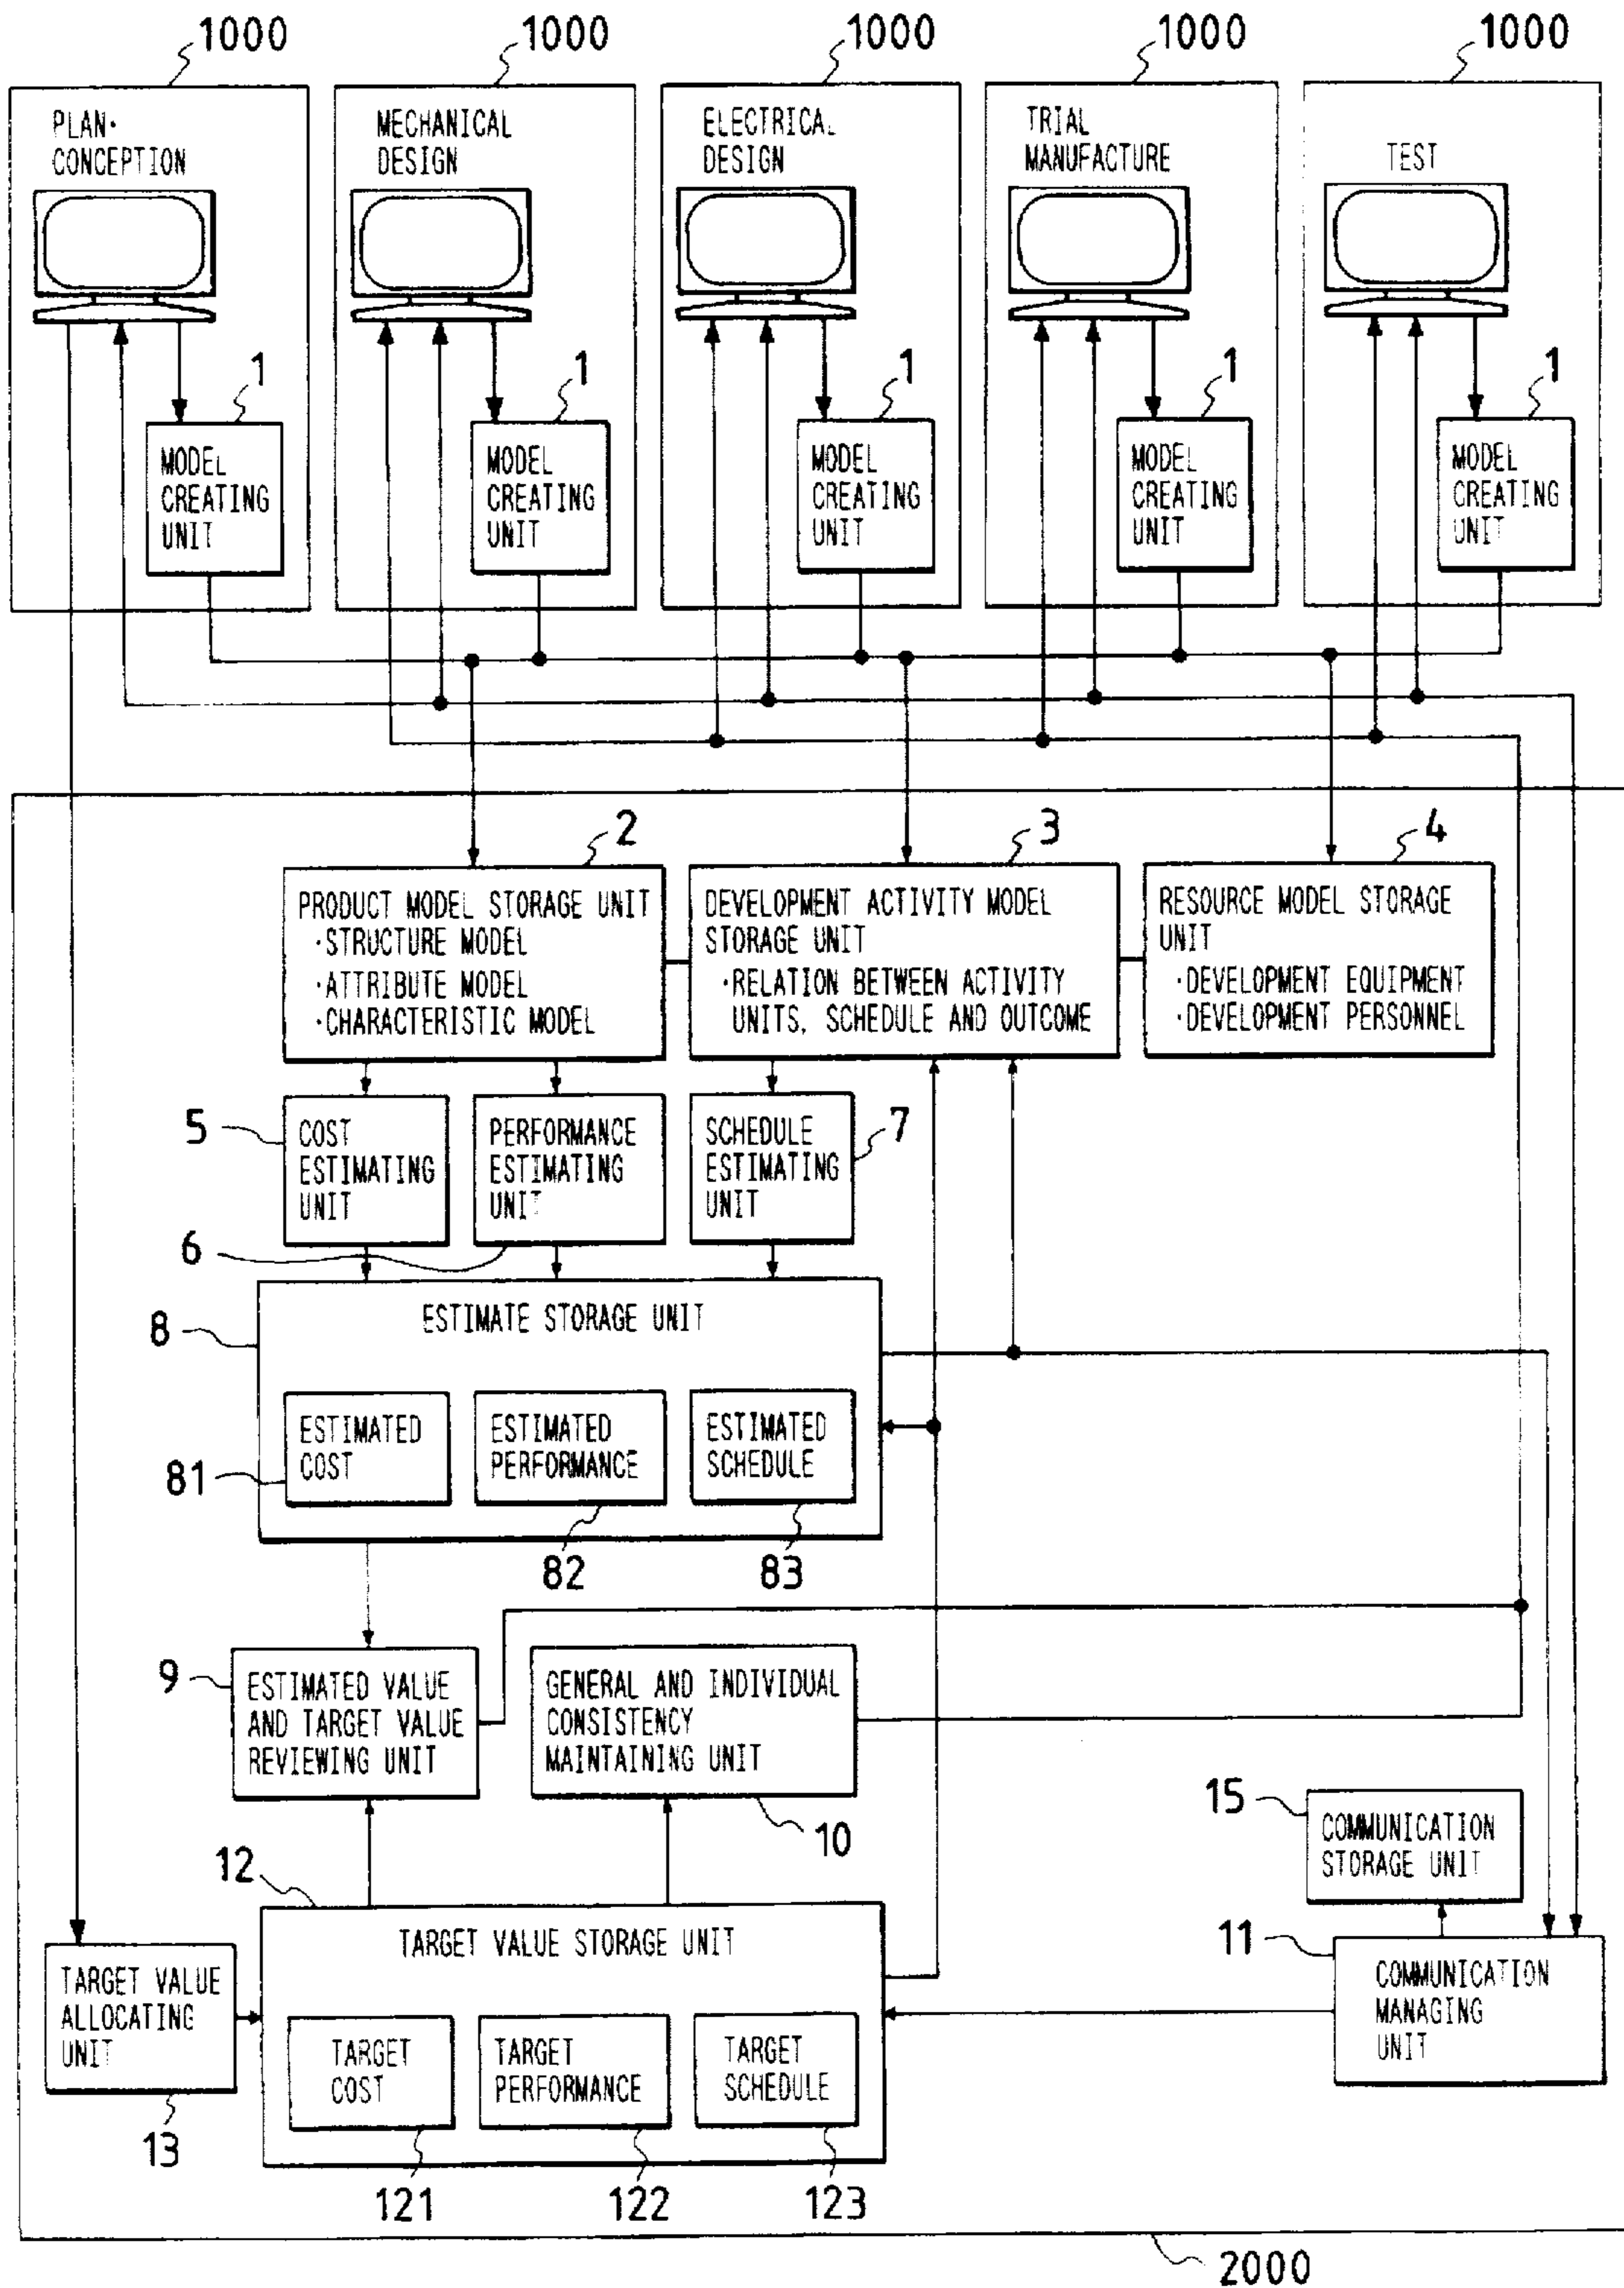 1000
1000
1000
1000
1000
PLAN·
CONCEPTION
MECHANICAL
DESIGN
ELECTRICAL
DESIGN
TRIAL
MANUFACTURE
TEST
1
1
1
1
1
MODEL
CREATING
UNIT
MODEL
CREATING
UNIT
MODEL
CREATING
UNIT
MODEL
CREATING
UNIT
MODEL
CREATING
UNIT
2
3
4
PRODUCT MODEL STORAGE UNIT
·STRUCTURE MODEL
·ATTRIBUTE MODEL
·CHARACTERISTIC MODEL
DEVELOPMENT ACTIVITY MODEL
STORAGE UNIT
·RELATION BETWEEN ACTIVITY
UNITS, SCHEDULE AND OUTCOME
RESOURCE MODEL STORAGE
UNIT
·DEVELOPMENT EQUIPMENT
·DEVELOPMENT PERSONNEL
5
COST
ESTIMATING
UNIT
PERFORMANCE
ESTIMATING
UNIT
SCHEDULE
ESTIMATING
UNIT
7
6
8
ESTIMATE STORAGE UNIT
ESTIMATED
COST
ESTIMATED
PERFORMANCE
ESTIMATED
SCHEDULE
81
82
83
9
ESTIMATED VALUE
AND TARGET VALUE
REVIEWING UNIT
GENERAL AND INDIVIDUAL
CONSISTENCY
MAINTAINING UNIT
10
15
COMMUNICATION
STORAGE UNIT
12
TARGET VALUE STORAGE UNIT
11
COMMUNICATION
MANAGING
UNIT
TARGET VALUE
ALLOCATING
UNIT
13
TARGET
COST
TARGET
PERFORMANCE
TARGET
SCHEDULE
121
122
123
2000